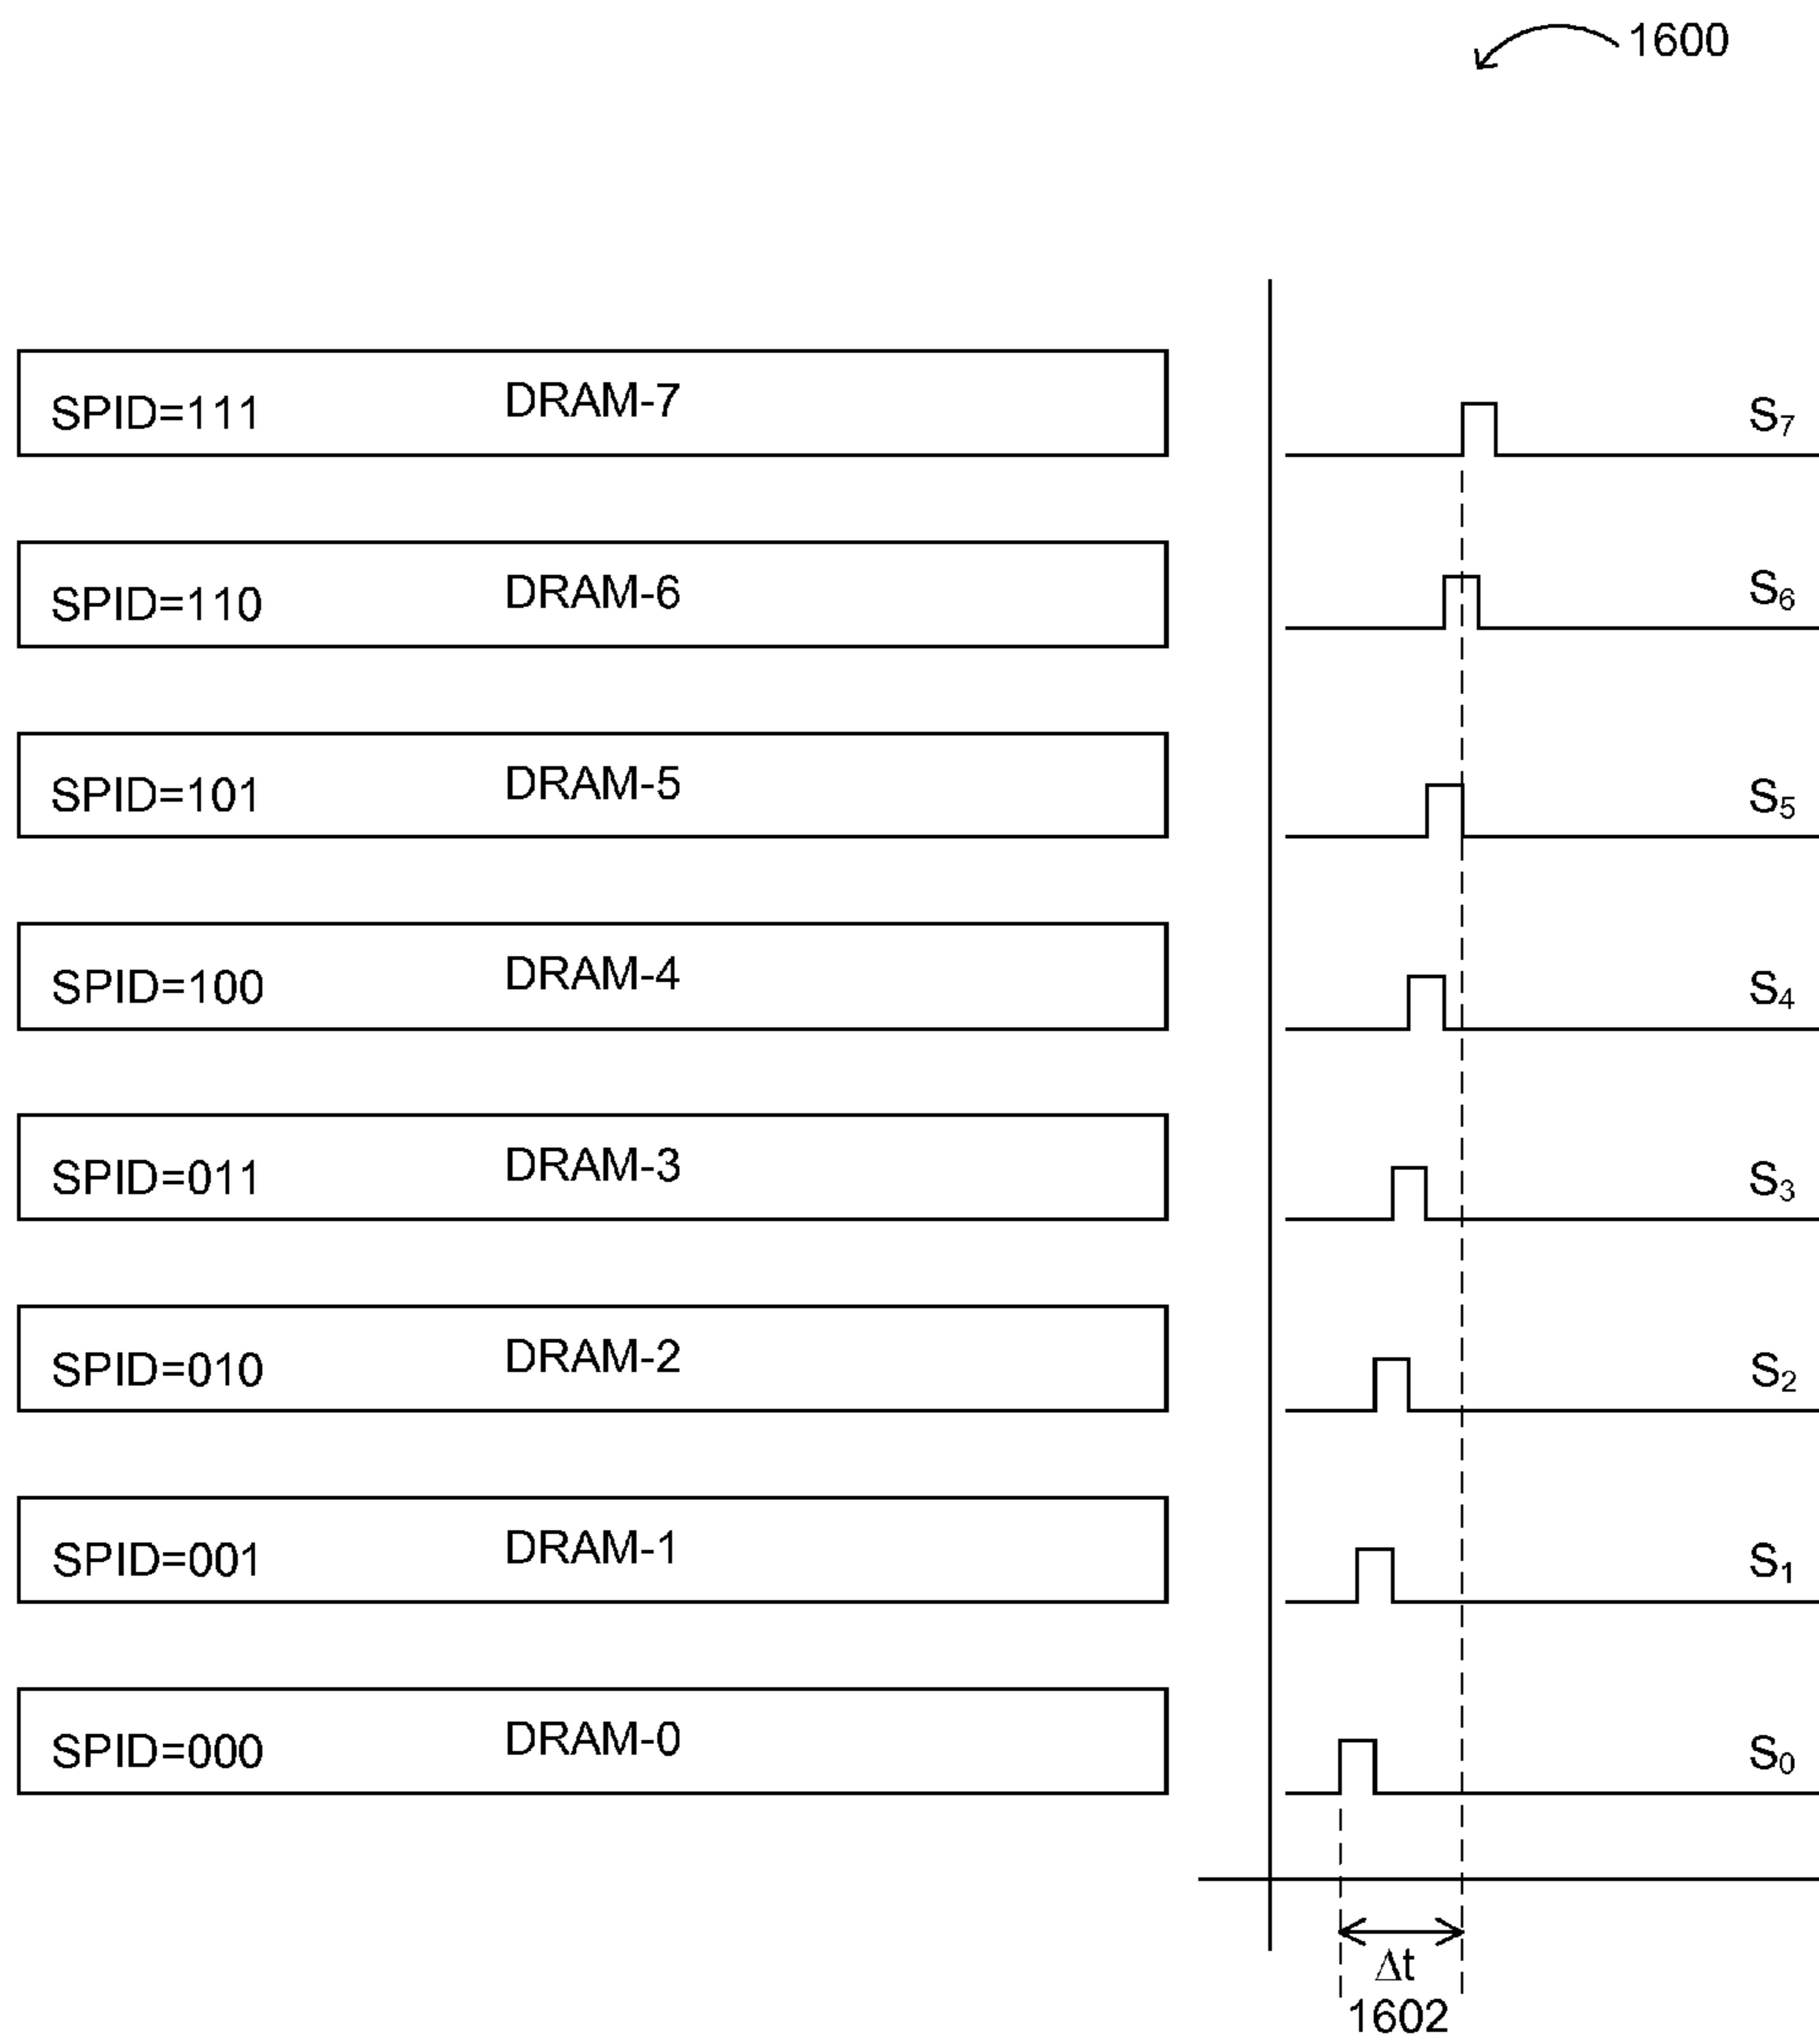 1600
SPID=111 DRAM-7 S₇
SPID=110 DRAM-6 S₆
SPID=101 DRAM-5 S₅
SPID=100 DRAM-4 S₄
SPID=011 DRAM-3 S₃
SPID=010 DRAM-2 S₂
SPID=001 DRAM-1 S₁
SPID=000 DRAM-0 S₀
Δt
1602